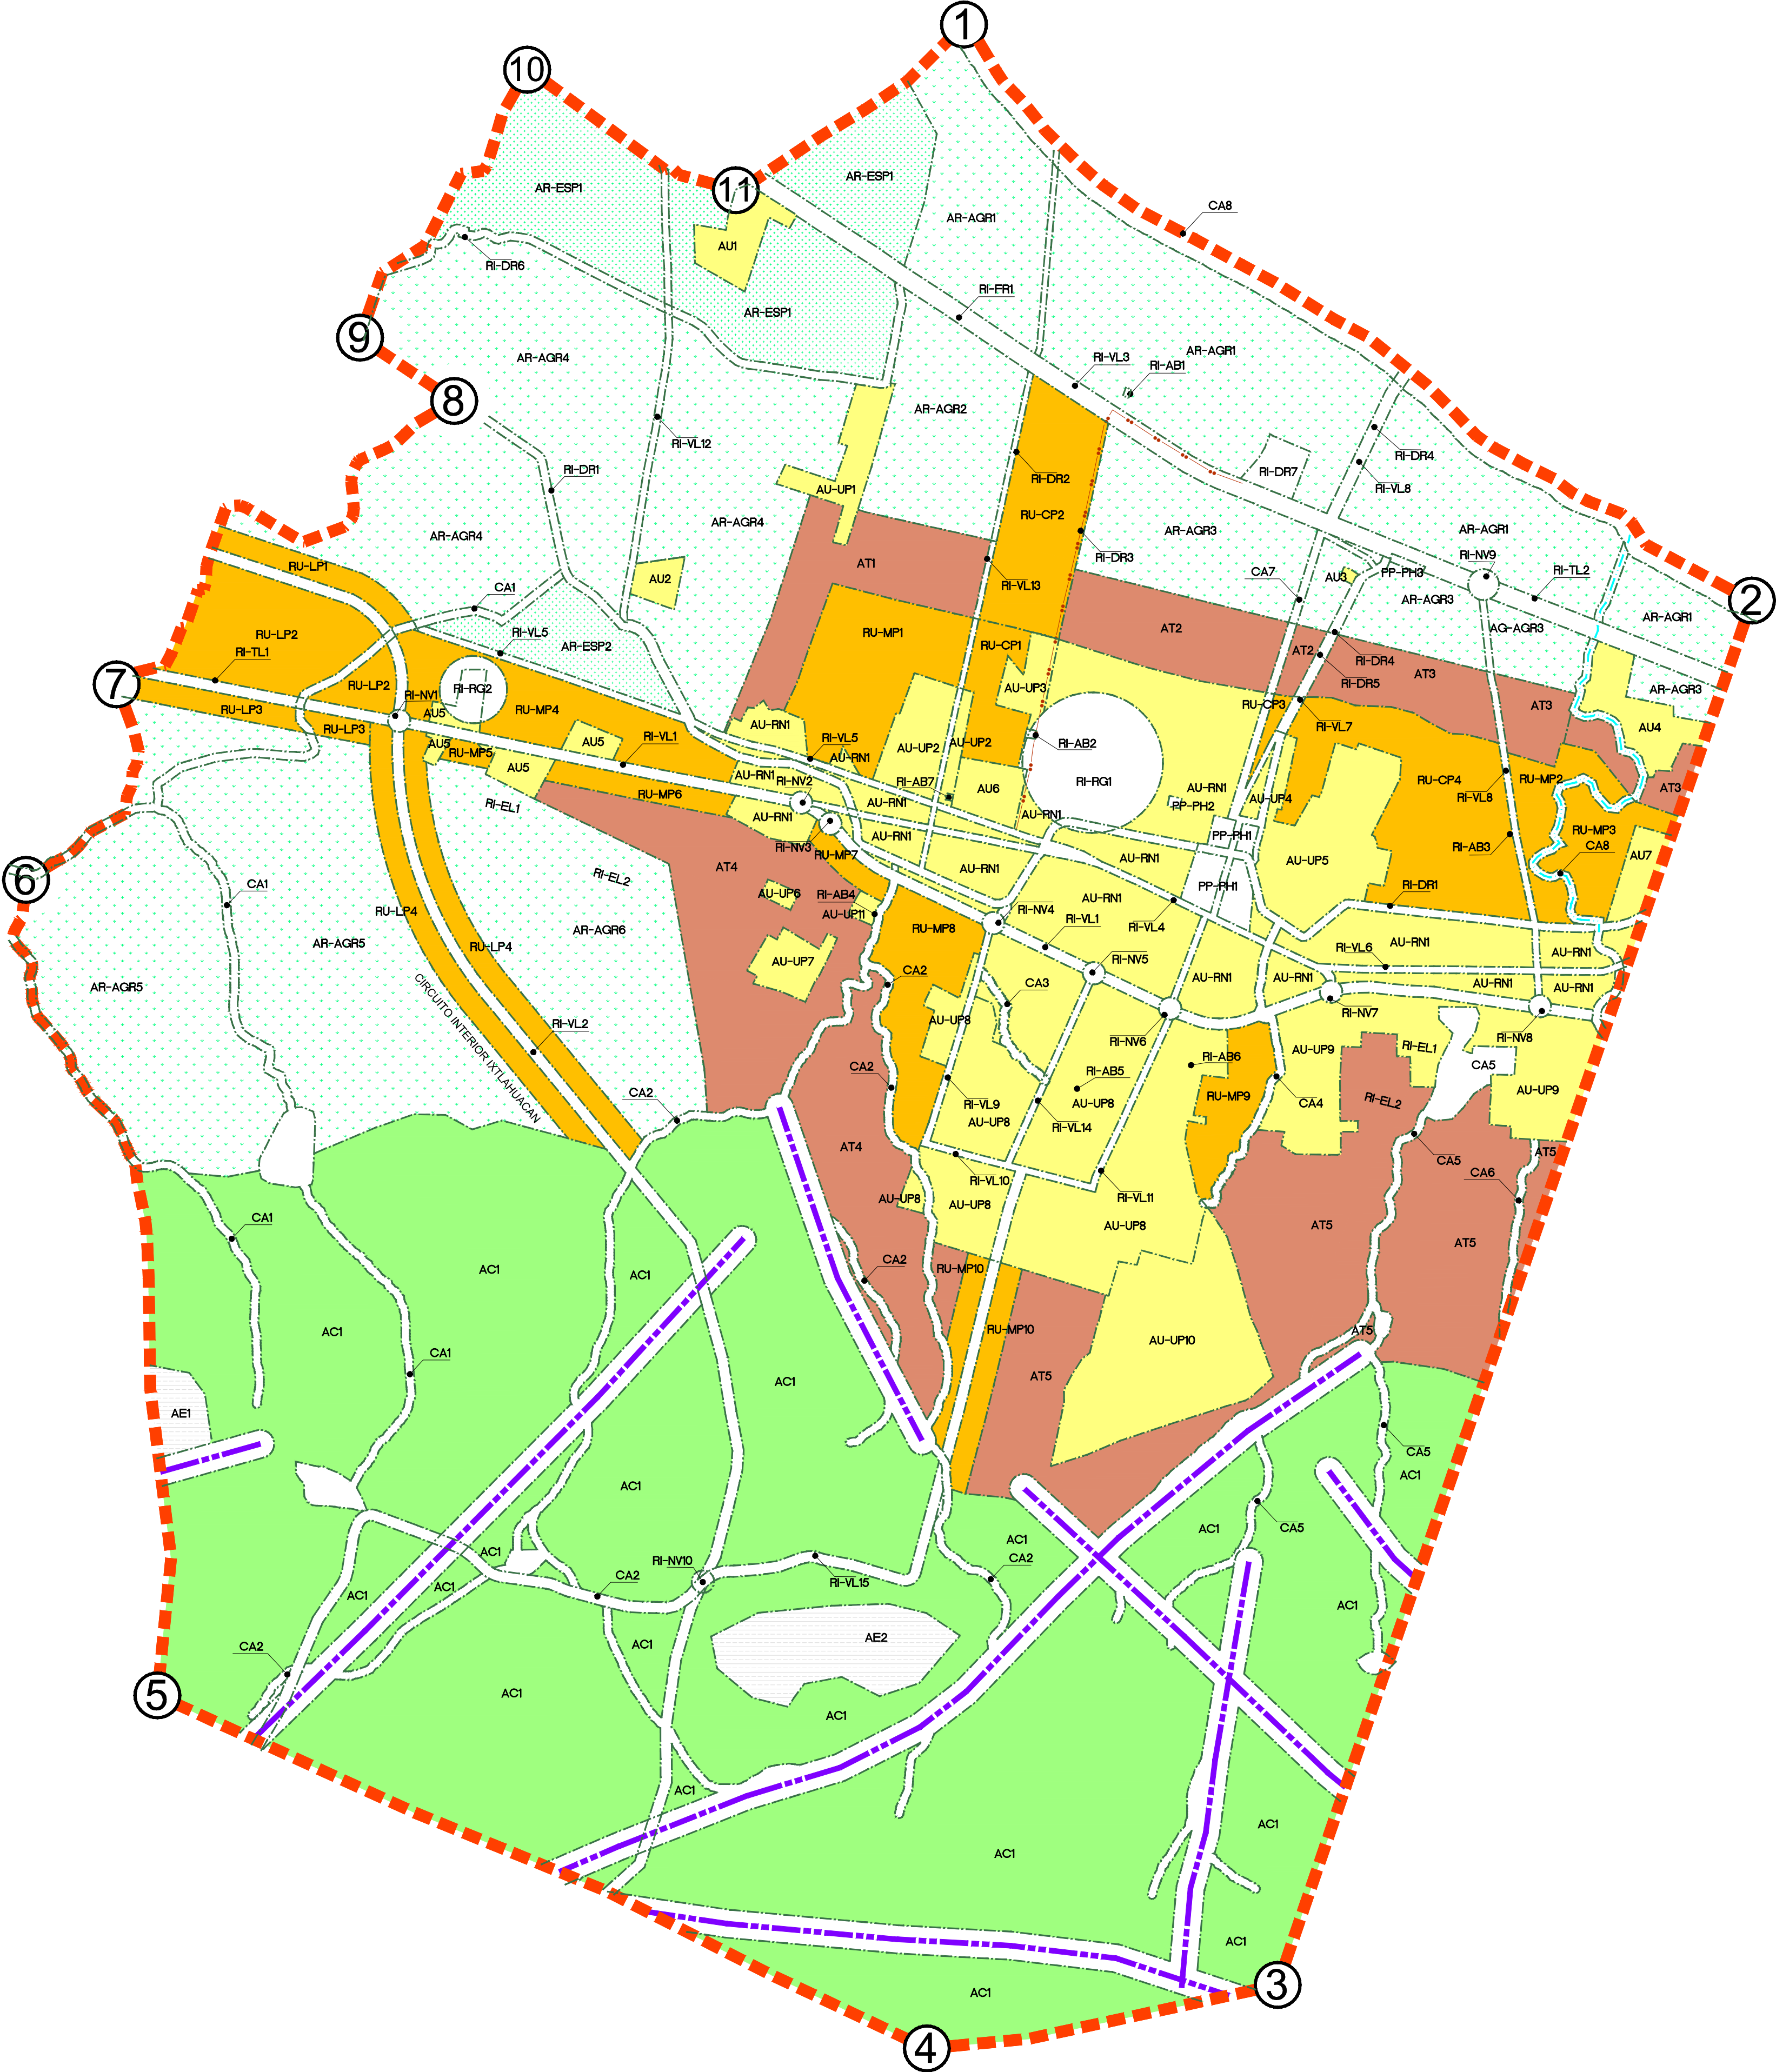 1
10
11
AR-ESP1
AR-ESP1
CA8
AR-AGR1
AU1
RI-DR6
RI-FR1
AR-ESP1
9
AR-AGR4
RI-VL3
AR-AGR1
RI-AB1
8
AR-AGR2
RI-VL12
RI-DR4
RI-DR1
RI-DR7
RI-DR2
AU-UP1
RI-VL8
RU-CP2
AR-AGR4
AR-AGR3
AR-AGR1
AR-AGR4
RI-DR3
RI-NV9
AT1
RU-LP1
CA7
PP-PH3
AU2
AU3
RI-VL13
RI-TL2
CA1
AR-AGR3
2
AR-AGR1
AT2
AG-AGR3
RU-LP2
RI-VL5
RU-MP1
AR-ESP2
RU-CP1
RI-TL1
AT2
RI-DR4
AT3
RI-DR5
7
RU-LP2
RI-RG2
AU-UP3
AR-AGR3
RI-NV1
RU-CP3
AT3
RU-LP3
AU5
RU-MP4
AU-RN1
RI-VL7
RU-LP3
AU4
AU5
AU5
RI-VL1
RI-VL5
AU-UP2
AU-UP2
RI-AB2
RU-MP5
AU-RN1
AU5
AU-RN1
RI-NV2
RI-AB7
AU6
RI-RG1
AU-RN1
RU-CP4
RU-MP2
AT3
RU-MP6
RI-VL8
RI-EL1
AU-RN1
PP-PH2
AU-UP4
AU-RN1
AU-RN1
AU-RN1
PP-PH1
RU-MP3
RI-NV3
RU-MP7
RI-AB3
AU7
AU-RN1
AU-UP5
AT4
AU-RN1
CA8
6
RI-EL2
CA1
AU-UP6
RI-AB4
PP-PH1
RI-DR1
AU-RN1
RU-LP4
AU-UP11
RI-NV4
RI-VL1
RI-VL4
RU-MP8
AR-AGR6
AR-AGR5
RU-LP4
AU-RN1
RI-VL6
AU-RN1
AU-UP7
RI-NV5
CA2
AU-RN1
AU-RN1
AR-AGR5
CA3
AU-RN1
AU-RN1
CIRCUITO INTERIOR IXTLAHUACAN
AU-UP8
RI-NV7
RI-VL2
RI-NV6
RI-NV8
AU-UP9
RI-EL1
RI-AB6
CA5
CA2
RI-AB5
AU-UP9
CA2
RI-VL9
AU-UP8
RU-MP9
CA4
RI-EL2
AU-UP8
RI-VL14
AT4
AT5
CA5
CA6
RI-VL10
RI-VL11
AU-UP8
AU-UP8
CA1
AU-UP8
AT5
AT5
CA2
RU-MP10
AC1
AC1
AC1
RU-MP10
AT5
AU-UP10
CA1
AT5
AC1
AE1
CA5
AC1
AC1
CA5
AC1
AC1
AC1
CA2
RI-NV10
RI-VL15
AC1
CA2
AC1
AC1
AE2
AC1
CA2
5
AC1
AC1
AC1
AC1
AC1
AC1
3
AC1
4